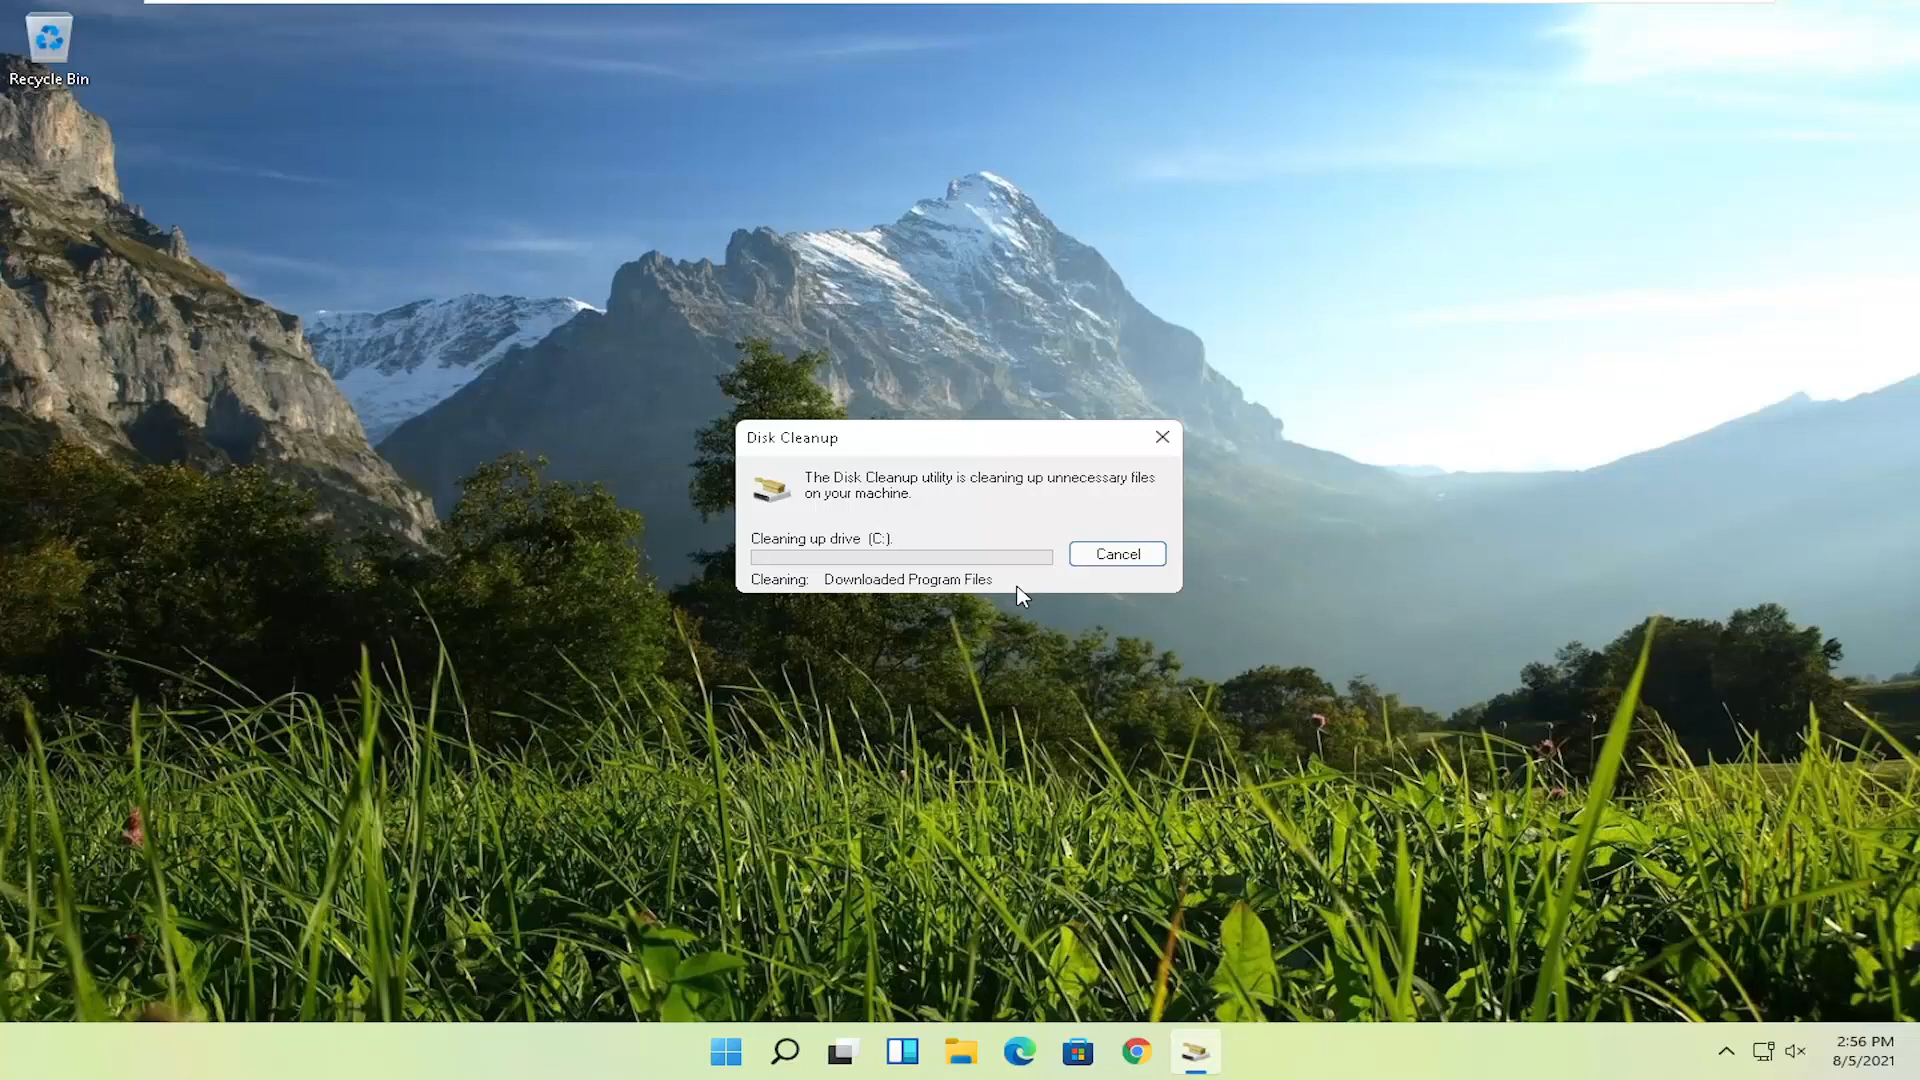 Recycle Bin
Disk Cleanup
The Disk Cleanup utility is cleaning up unnecessary files
on your machine.
Cleaning up drive (C:).
Cancel
Cleaning: Downloaded Program Files
2:56 PM
8/5/2021